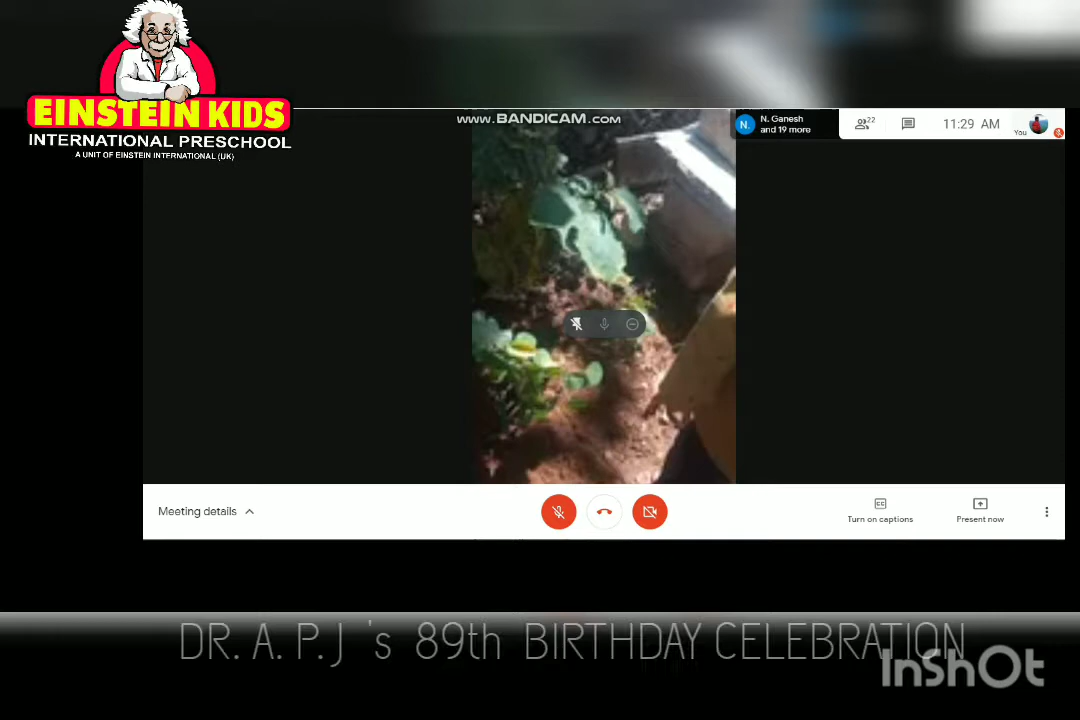 EINSTEIN KIDS
INTERNATIONAL PRESCHOOL
A UNIT OF EINSTEIN INTERNATIONAL (UK)
www.BANDICAM.com
N.
N. Ganesh
and 19 more
22
11:29 AM
You
Meeting details
CC
Turn on captions
Present now
DR. A. P. J 's 89th BIRTHDAY CELEBRATION
InShOt